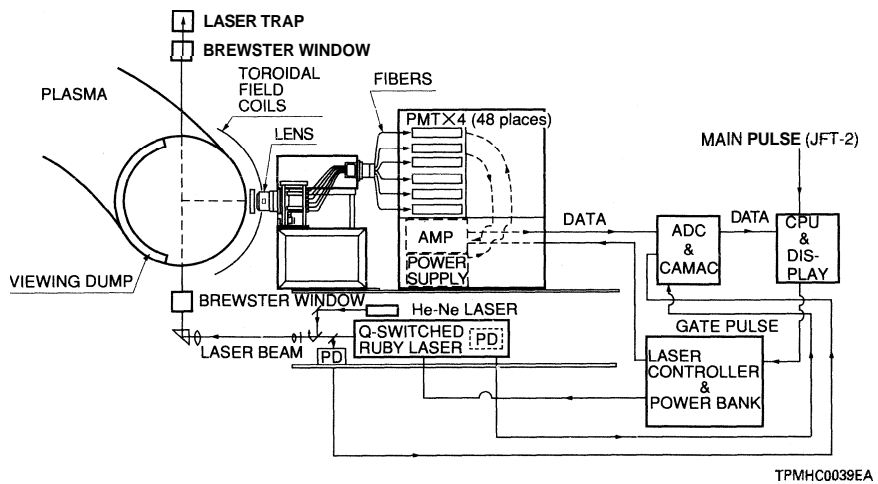 LASER TRAP
BREWSTER WINDOW
TOROIDAL
FIELD
COILS
PLASMA
LENS
FIBERS
PMT×4 (48 places)
MAIN PULSE (JFT-2)
DATA
DATA
AMP
POWER
SUPPLY
ADC
&
CAMAC
CPU
&
DIS-
PLAY
VIEWING DUMP
BREWSTER WINDOW
He-Ne LASER
LASER BEAM
Q-SWITCHED
RUBY LASER
PD
PD
GATE PULSE
LASER
CONTROLLER
&
POWER BANK
TPMHC0039EA